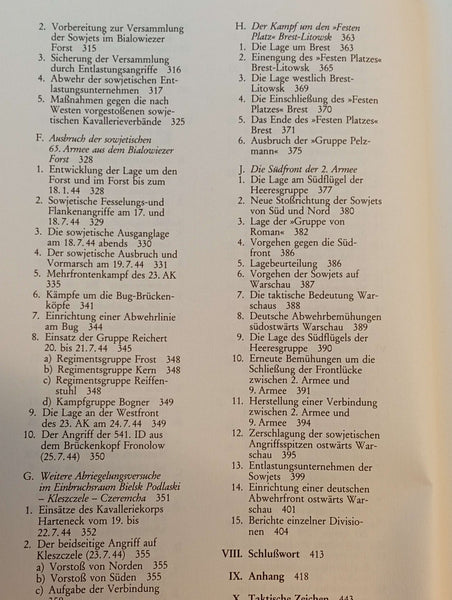 2. Vorbereitung zur Versammlung
der Sowjets im Bialowiezer
Forst 315
3. Sicherung der Versammlung
durch Entlastungsangriffe 316
4. Abwehr der sowjetischen Ent-
lastungsunternehmen 317
5. Maßnahmen gegen die nach
Westen vorgestoßenen sowje-
tischen Kavallerieverbände 325
F. Ausbruch der sowjetischen
65. Armee aus dem Bialowiezer
Forst 328
1. Entwicklung der Lage um den
Forst und im Forst bis zum
18.1.44 328
2. Sowjetische Fesselungs- und
Flankenangriffe am 17. und
18.7.44 329
3. Die sowjetische Ausganglage
am 18.7.44 abends 330
4. Der sowjetische Ausbruch und
Vormarsch am 19.7.44 331
5. Mehrfrontenkampf des 23. AK
335
6. Kämpfe um die Bug-Brücken-
köpfe 341
7. Einrichtung einer Abwehrlinie
am Bug 344
8. Einsatz der Gruppe Reichert
20. bis 21.7.44 345
a) Regimentsgruppe Frost 348
b) Regimentsgruppe Kern 348
c) Regimentsgruppe Reiffen-
stuhl 348
d) Kampfgruppe Bogner 349
9. Die Lage an der Westfront
des 23. AK am 24.7.44 349
10. Der Angriff der 541. ID aus
dem Brückenkopf Fronolow
(25.7.44) 350
G. Weitere Abriegelungsversuche
im Einbruchsraum Bielsk Podlaski
– Kleszczele – Czeremcha 351
1. Einsätze des Kavalleriekorps
Harteneck vom 19. bis
22.7.44 352
2. Der beidseitige Angriff auf
Kleszczele (23.7.44) 355
a) Vorstoß von Norden 355
b) Vorstoß von Süden 355
c) Aufgabe der Verbindung
H. Der Kampf um den »Festen
Platz« Brest-Litowsk 363
1. Die Lage um Brest 363
2. Einengung des »Festen Platzes«
Brest-Litowsk 365
3. Die Lage westlich Brest-
Litowsk 369
4. Die Einschließung des »Festen
Platzes« Brest 370
5. Das Ende des »Festen Platzes«
Brest 371
6. Ausbruch der »Gruppe Pelz-
mann« 375
J. Die Südfront der 2. Armee
1. Die Lage am Südflügel der
Heeresgruppe 377
2. Neue Stoßrichtung der Sowjets
von Süd und Nord 380
3. Lage der »Gruppe von
Roman« 382
4. Vorgehen gegen die Süd-
front 386
5. Lagebeurteilung 386
6. Vorgehen der Sowjets auf
Warschau 387
7. Die taktische Bedeutung War-
schaus 388
8. Deutsche Abwehrbemühungen
südostwärts Warschau 389
9. Die Lage des Südflügels der
Heeresgruppe 390
10. Erneute Bemühungen um die
Schließung der Frontlücke
zwischen 2. Armee und
9. Armee 391
11. Herstellung einer Verbindung
zwischen 2. Armee und
9. Armee 394
12. Zerschlagung der sowjetischen
Angriffsspitzen ostwärts War-
schau 395
13. Entlastungsunternehmen der
Sowjets 399
14. Einrichtung einer deutschen
Abwehrfront ostwärts Warschau
401
15. Berichte einzelner Divisio-
nen 404
VIII. Schlußwort 413
IX. Anhang 418
X. Taktische Zeichen 443